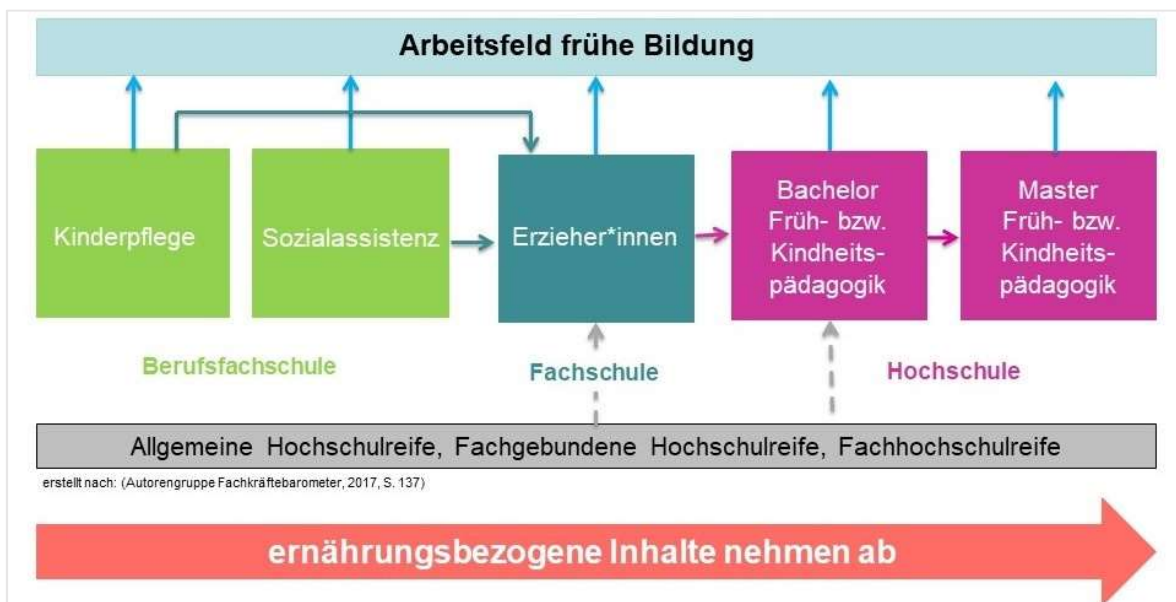 Arbeitsfeld frühe Bildung
Kinderpflege
Sozialassistenz
Erzieher*innen
Bachelor
Früh- bzw.
Kindheits-
pädagogik
Master
Früh- bzw.
Kindheits-
pädagogik
Berufsfachschule
Fachschule
Hochschule
Allgemeine Hochschulreife, Fachgebundene Hochschulreife, Fachhochschulreife
erstellt nach: (Autorengruppe Fachkräftebarometer, 2017, S. 137)
ernährungsbezogene Inhalte nehmen ab